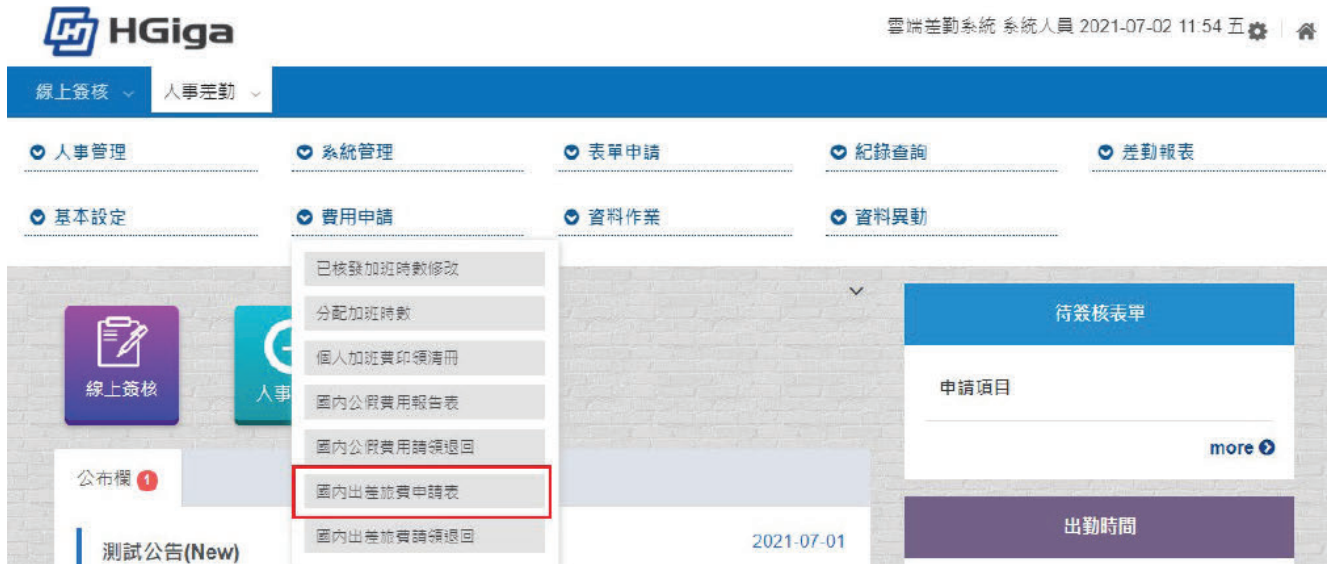 HGiga
雲端差勤系統 系統人員 2021-07-02 11:54 五
線上簽核 人事差勤
人事管理 系統管理 表單申請 紀錄查詢 差勤報表
基本設定 費用申請 資料作業 資料異動
已核發加班時數修改
分配加班時數
個人加班費印領清冊
國內公假費用報告表
國內公假費用請領退回
國內出差旅費申請表
國內出差旅費請領退回
線上簽核
人事
公布欄 1
測試公告(New)
2021-07-01
待簽核表單
申請項目
more
出勤時間